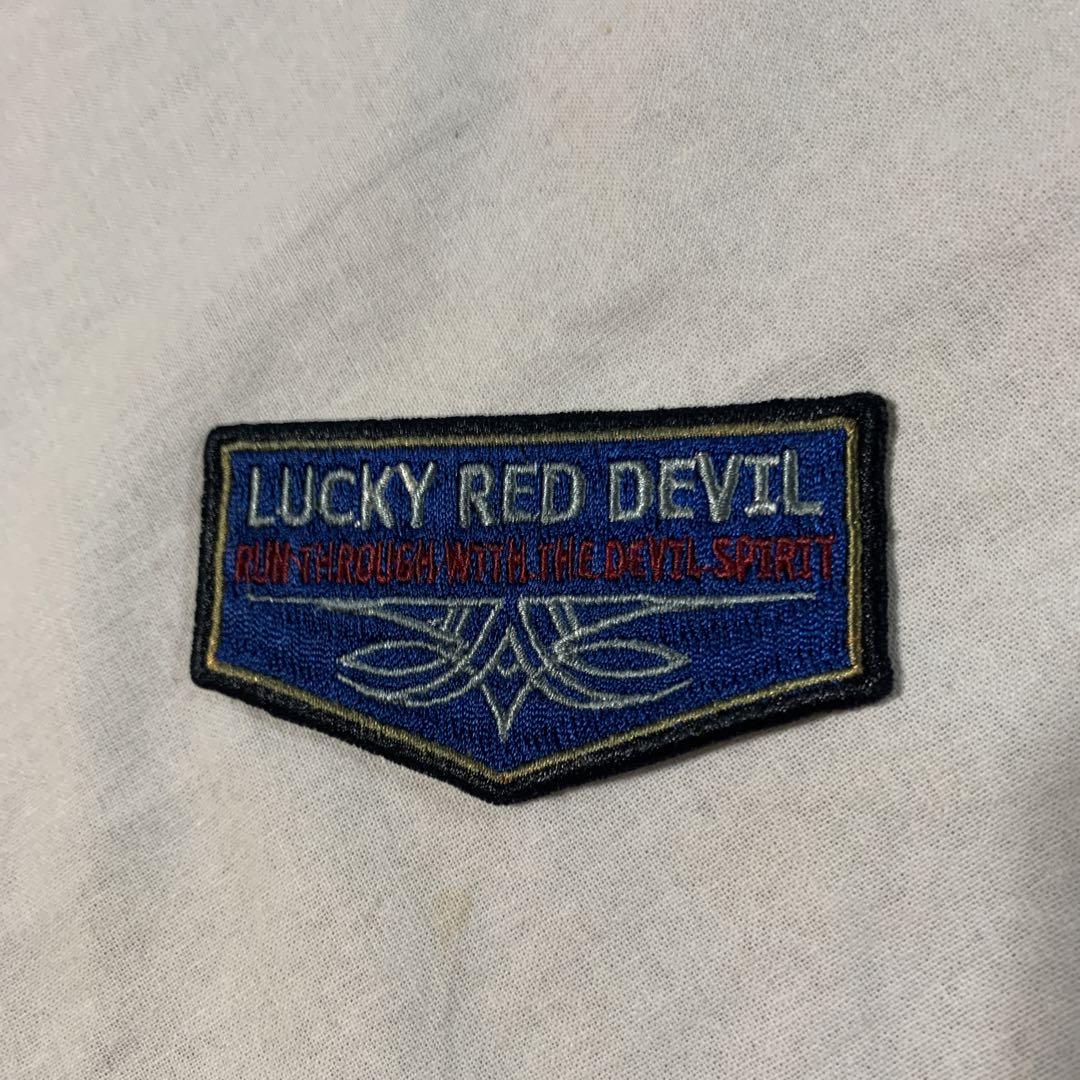 LUCKY RED DEVIL
RUN THROUGH WITH THE DEVIL SPIRIT